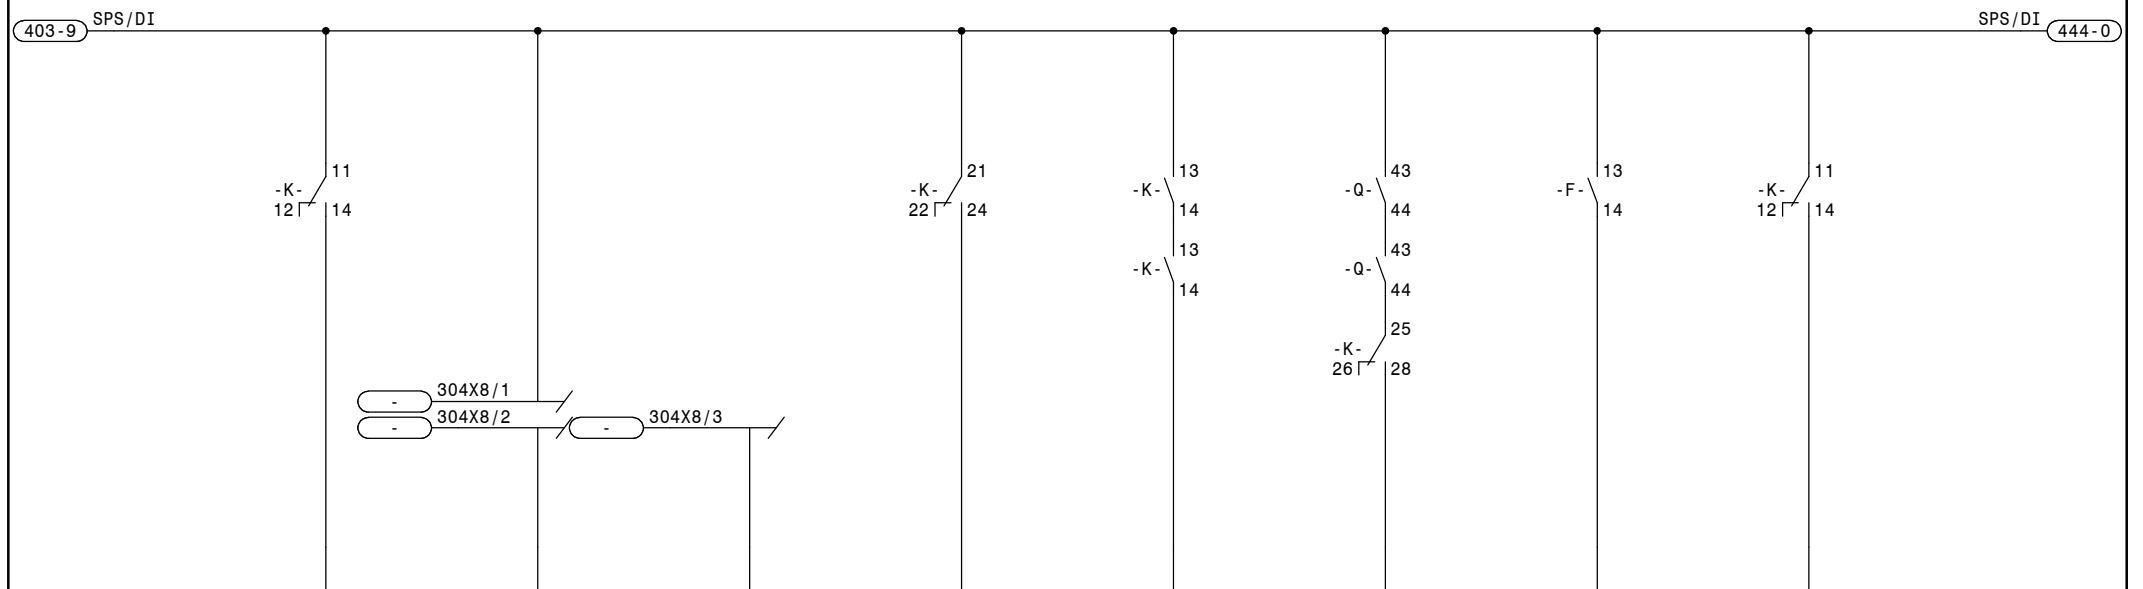 SPS/DI SPS/DI
403-9 444-0
11 21 13 43 13 11
-K- -K- -K- -Q- -F- -K-
12 14 22 24 14 44 14 12 14
13 43
-K- -Q-
14 44
25
-K-
26 28
304X8/1
-
304X8/2 304X8/3
- -